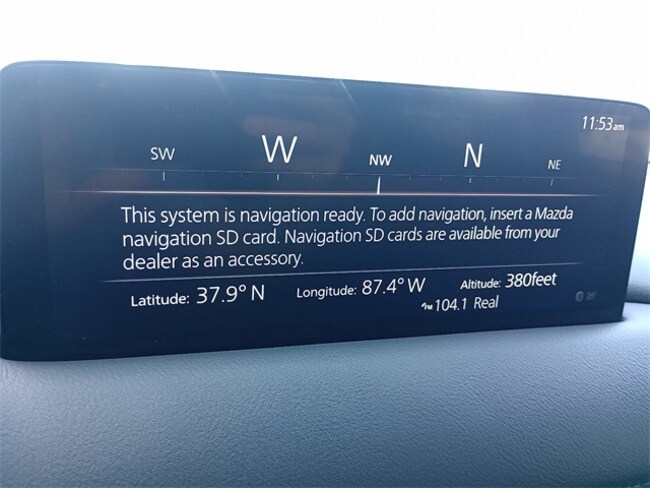 11:53am
SW W NW N NE
This system is navigation ready. To add navigation, insert a Mazda
navigation SD card. Navigation SD cards are available from your
dealer as an accessory.
Latitude: 37.9° N Longitude: 87.4° W Altitude: 380feet
FM 104.1 Real